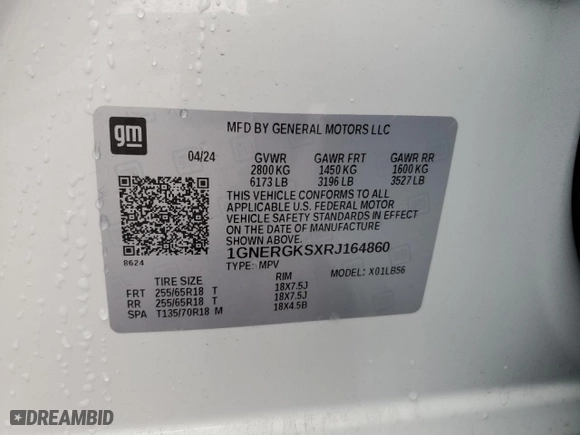 gm
MFD BY GENERAL MOTORS LLC
04/24 GVWR GAWR FRT GAWR RR
2800 KG 1450 KG 1600 KG
6173 LB 3196 LB 3527 LB
THIS VEHICLE CONFORMS TO ALL
APPLICABLE U.S. FEDERAL MOTOR
VEHICLE SAFETY STANDARDS IN EFFECT
ON THE DATE OF MANUFACTURE
SHOWN ABOVE.
8624
1GNERGKSXRJ164860
TYPE: MPV MODEL: X01LB56
TIRE SIZE RIM
FRT 255/65R18 T 18X7.5J
RR 255/65R18 T 18X7.5J
SPA T135/70R18 M 18X4.5B
DREAMBID